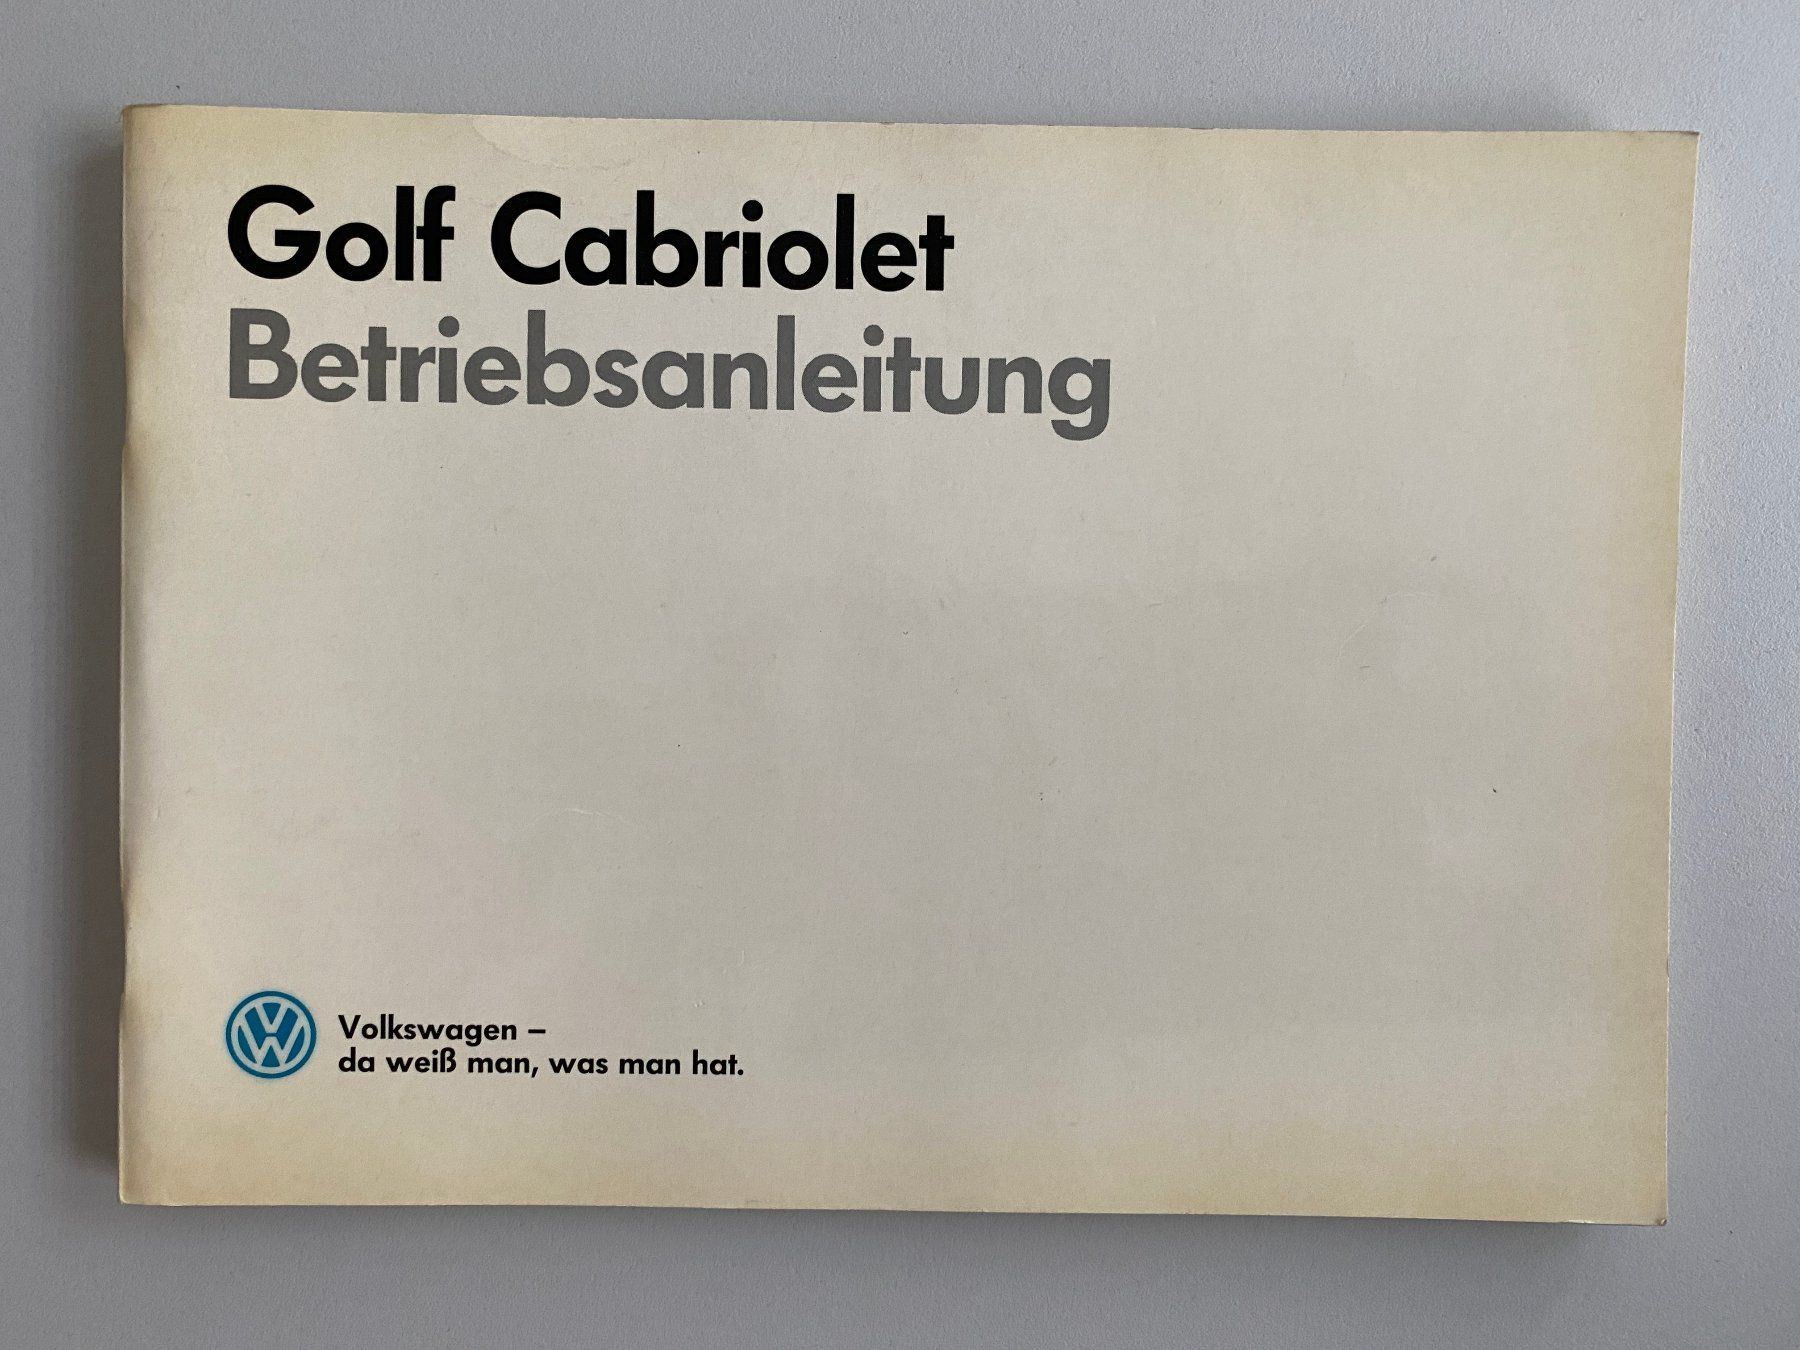 Golf Cabriolet
Betriebsanleitung
Volkswagen –
da weiß man, was man hat.